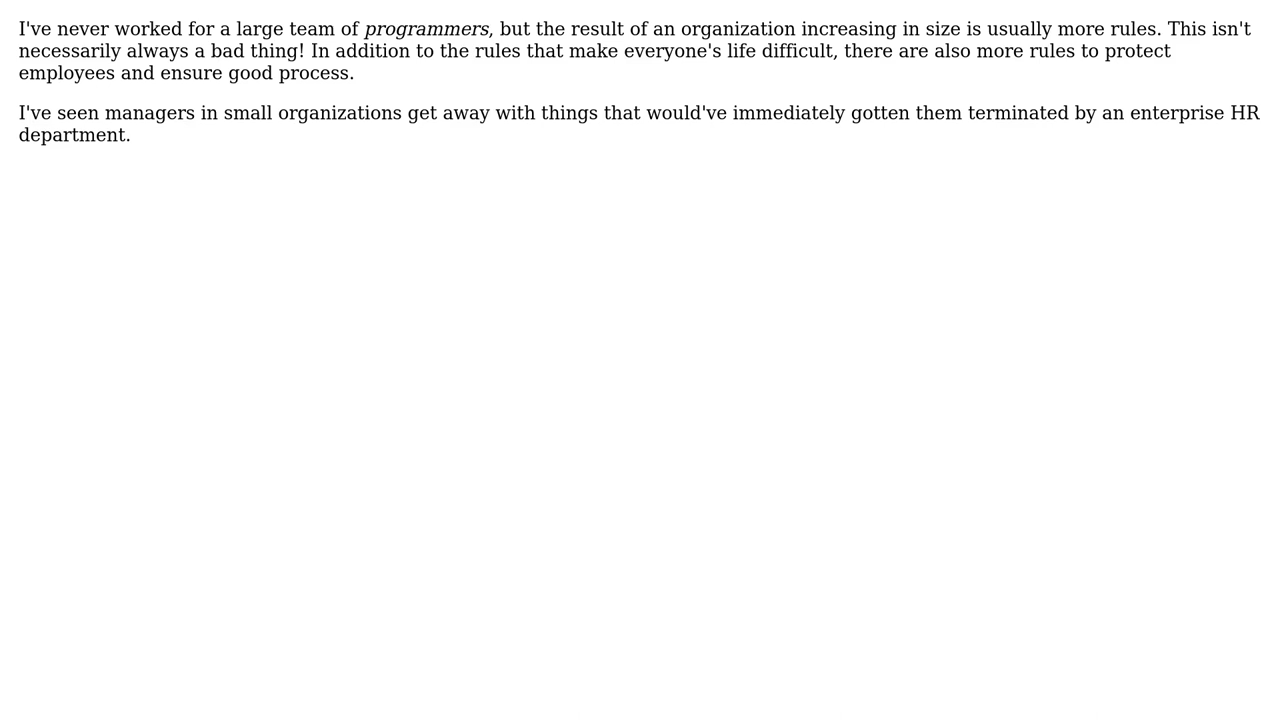 I've never worked for a large team of programmers, but the result of an organization increasing in size is usually more rules. This isn't
necessarily always a bad thing! In addition to the rules that make everyone's life difficult, there are also more rules to protect
employees and ensure good process.
I've seen managers in small organizations get away with things that would've immediately gotten them terminated by an enterprise HR
department.